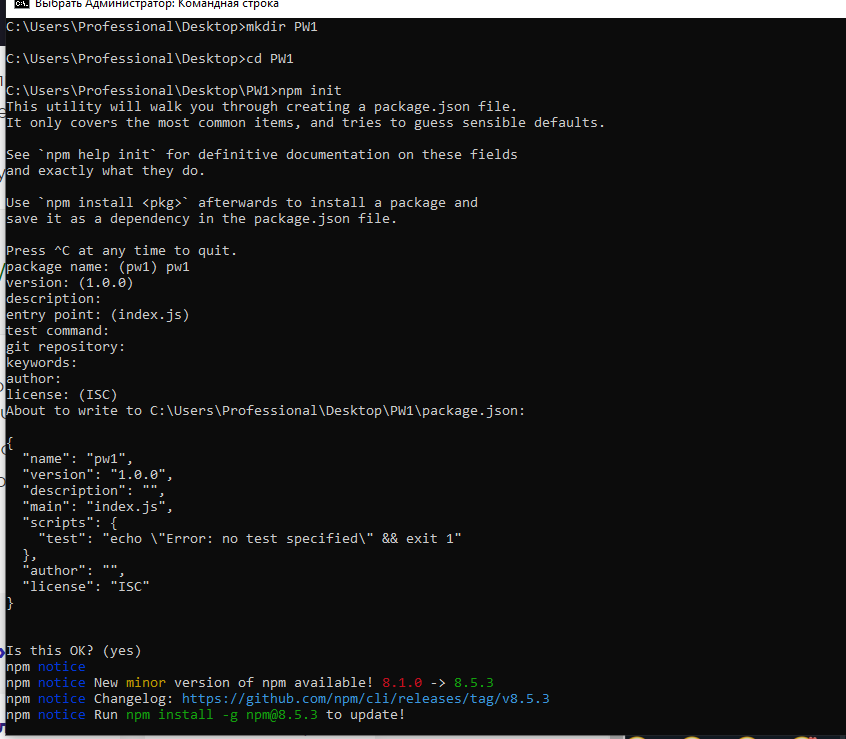 Выбрать Администратор: Командная строка
C:\Users\Professional\Desktop>mkdir PW1
C:\Users\Professional\Desktop>cd PW1
C:\Users\Professional\Desktop\PW1>npm init
This utility will walk you through creating a package.json file.
It only covers the most common items, and tries to guess sensible defaults.
See `npm help init` for definitive documentation on these fields
and exactly what they do.
Use `npm install <pkg>` afterwards to install a package and
save it as a dependency in the package.json file.
Press ^C at any time to quit.
package name: (pw1) pw1
version: (1.0.0)
description:
entry point: (index.js)
test command:
git repository:
keywords:
author:
license: (ISC)
About to write to C:\Users\Professional\Desktop\PW1\package.json:
{
  "name": "pw1",
  "version": "1.0.0",
  "description": "",
  "main": "index.js",
  "scripts": {
    "test": "echo \"Error: no test specified\" && exit 1"
  },
  "author": "",
  "license": "ISC"
}
Is this OK? (yes)
npm notice
npm notice New minor version of npm available! 8.1.0 -> 8.5.3
npm notice Changelog: https://github.com/npm/cli/releases/tag/v8.5.3
npm notice Run npm install -g npm@8.5.3 to update!